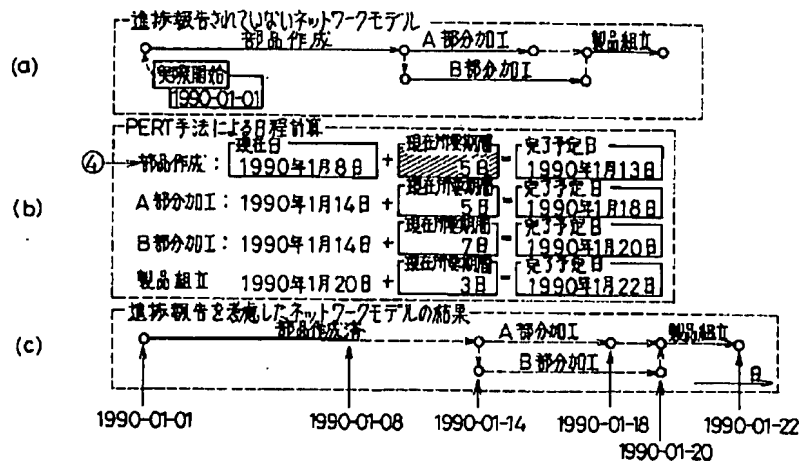 進捗報告されていないネットワークモデル
部品作成
A部分加工
製品組立
(a)
B部分加工
実際開始
1990-01-01
PERT手法による日程計算
④
部品作成:
現在日
1990年1月8日
+
現在所要期間
5日
=
完了予定日
1990年1月13日
(b)
A部分加工: 1990年1月14日 +
現在所要期間
5日
=
完了予定日
1990年1月18日
B部分加工: 1990年1月14日 +
現在所要期間
7日
=
完了予定日
1990年1月20日
製品組立 1990年1月20日 +
現在所要期間
3日
=
完了予定日
1990年1月22日
進捗報告を考慮したネットワークモデルの結果
部品作成済
A部分加工
製品組立
(c)
B部分加工
日
1990-01-01 1990-01-08 1990-01-14 1990-01-18 1990-01-22
1990-01-20